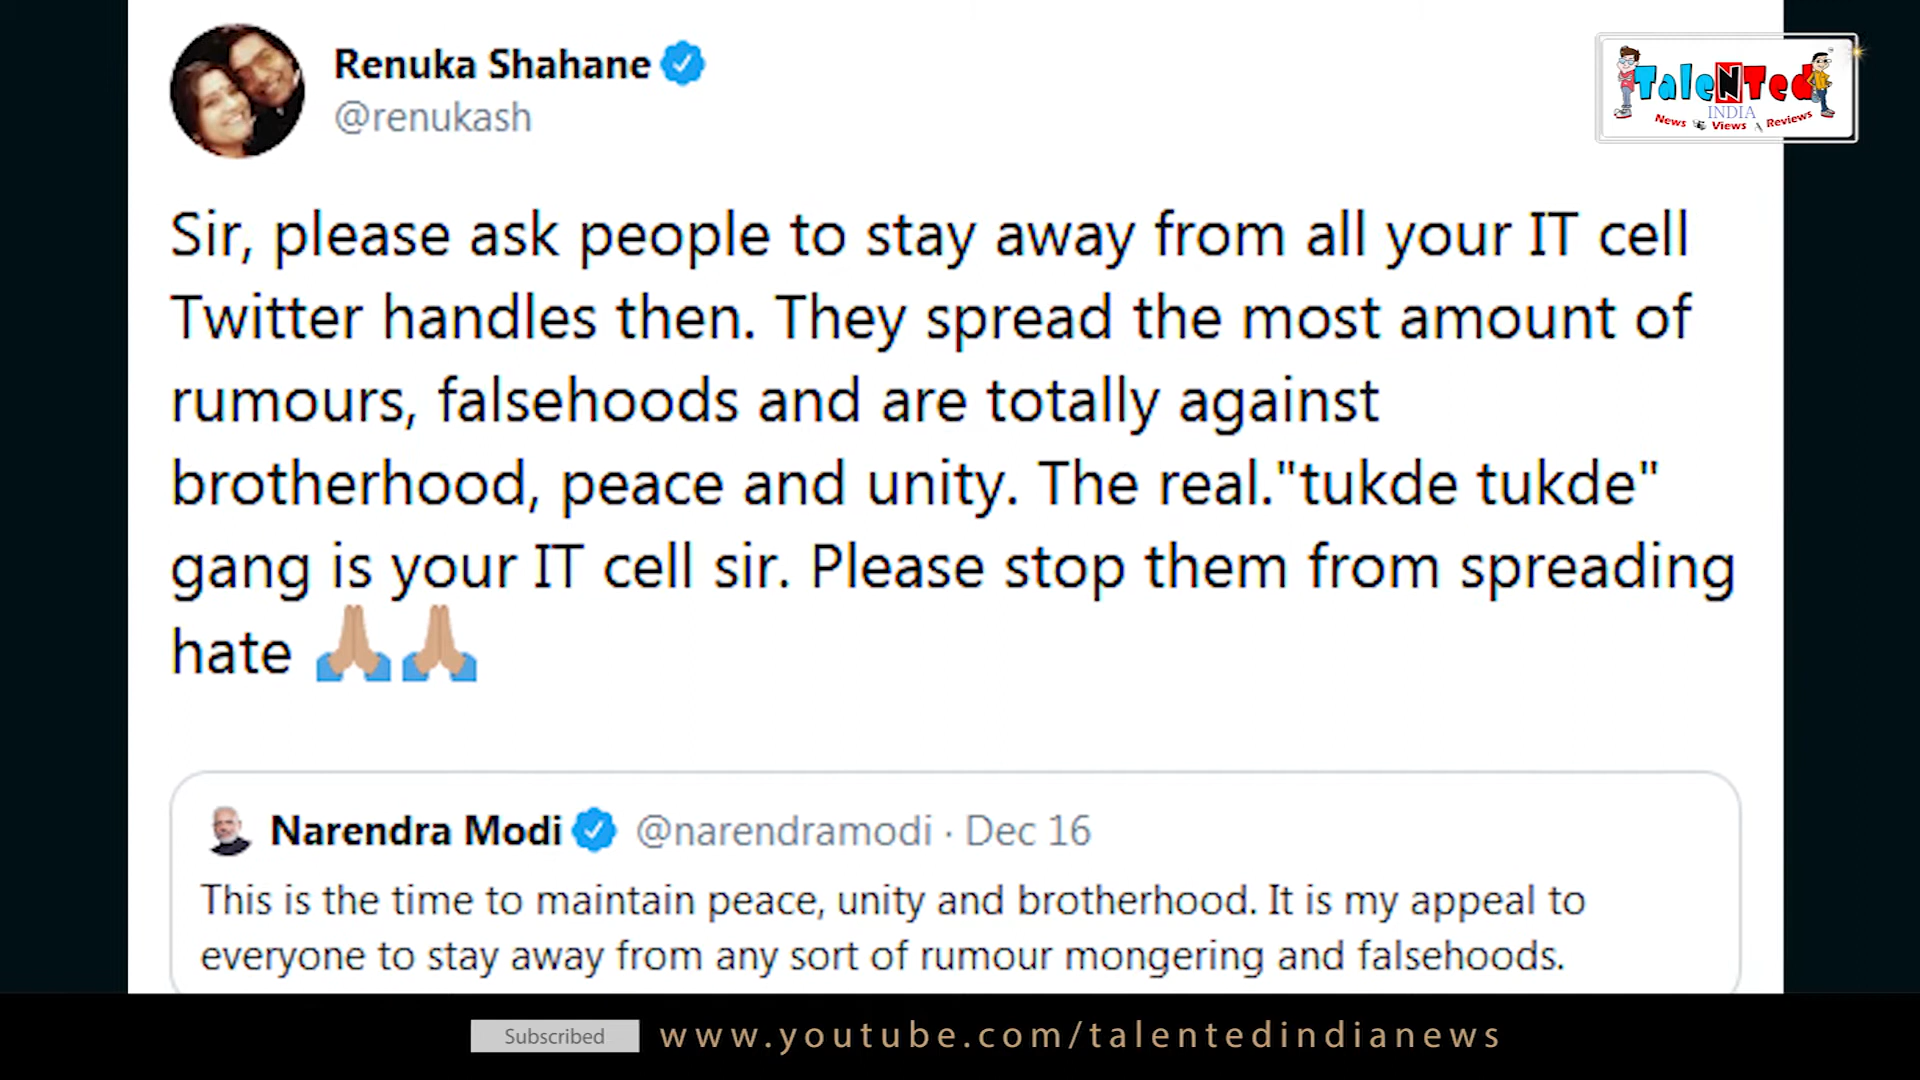 Renuka Shahane
@renukash
TaleNTed
INDIA
News Views Reviews
Sir, please ask people to stay away from all your IT cell
Twitter handles then. They spread the most amount of
rumours, falsehoods and are totally against
brotherhood, peace and unity. The real."tukde tukde"
gang is your IT cell sir. Please stop them from spreading
hate 🙏🏽🙏🏽
Narendra Modi @narendramodi · Dec 16
This is the time to maintain peace, unity and brotherhood. It is my appeal to
everyone to stay away from any sort of rumour mongering and falsehoods.
Subscribed www.youtube.com/talentedindianews